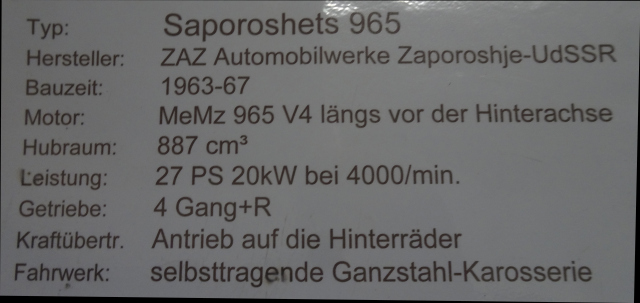 Typ: Saporoshets 965
Hersteller: ZAZ Automobilwerke Zaporoshje-UdSSR
Bauzeit: 1963-67
Motor: MeMz 965 V4 längs vor der Hinterachse
Hubraum: 887 cm³
Leistung: 27 PS 20kW bei 4000/min.
Getriebe: 4 Gang+R
Kraftübertr. Antrieb auf die Hinterräder
Fahrwerk: selbsttragende Ganzstahl-Karosserie